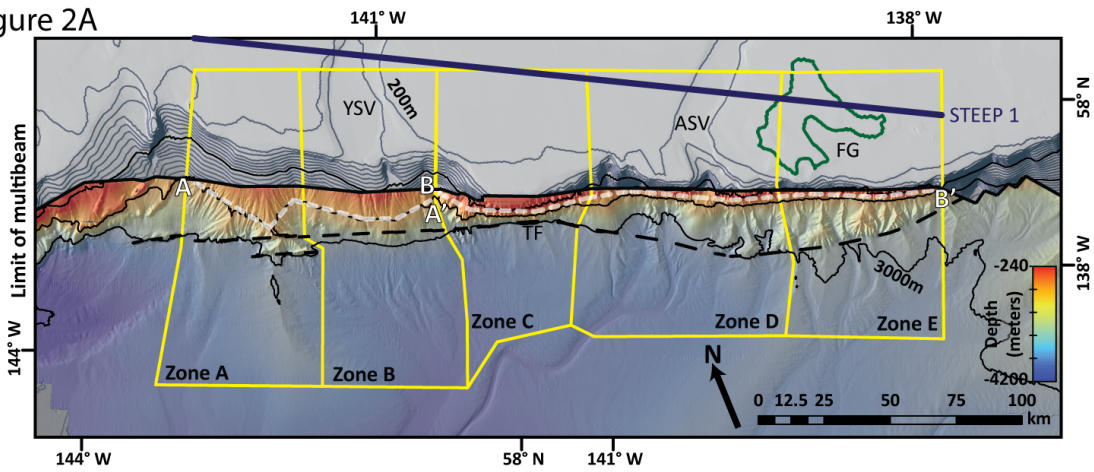 gure 2A
141° W
138° W
YSV
200m
ASV
FG
58° N
STEEP 1
A
B
A'
B'
TF
Limit of multibeam
3000m
138° W
-240
Depth
(meters)
-4200
Zone A
Zone B
Zone C
Zone D
Zone E
N
0 12.5 25 50 75 100
km
144° W
144° W
58° N
141° W